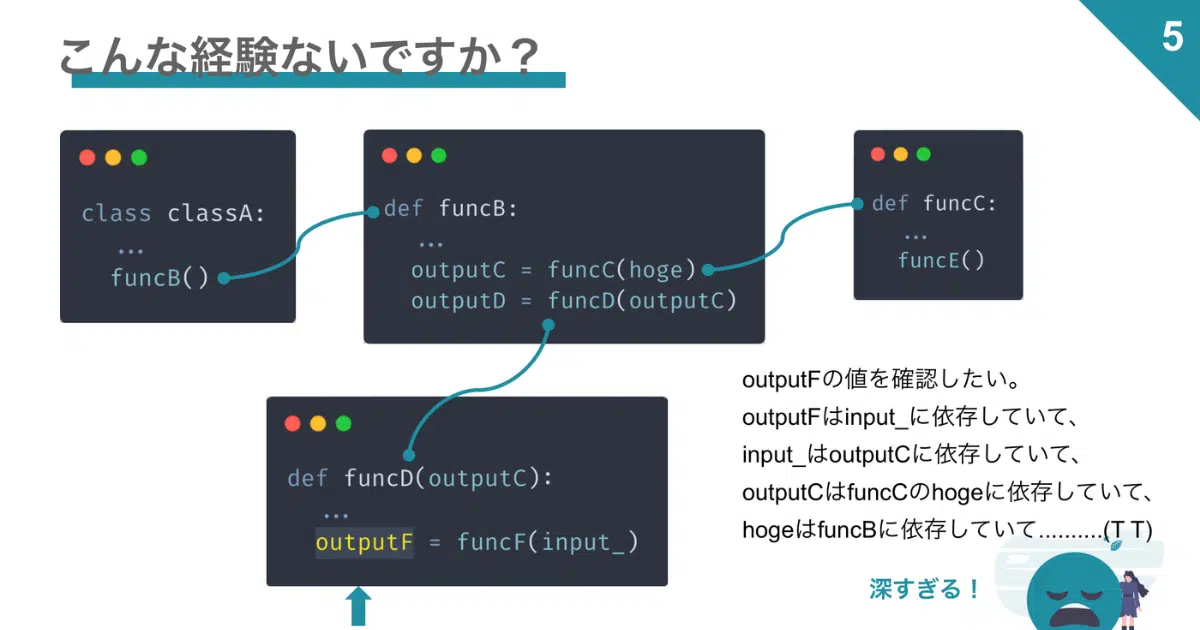 こんな経験ないですか？
5
class classA:
...
funcB()
def funcB:
...
outputC = funcC(hoge)
outputD = funcD(outputC)
def funcC:
...
funcE()
def funcD(outputC):
...
outputF = funcF(input_)
outputFの値を確認したい。
outputFはinput_に依存していて、
input_はoutputCに依存していて、
outputCはfuncCのhogeに依存していて、
hogeはfuncBに依存していて..........(T T)
深すぎる！